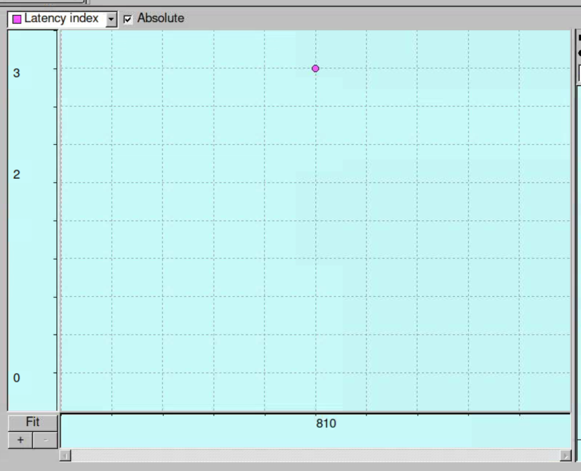 Latency index Absolute
3
2
0
Fit
810
+ -